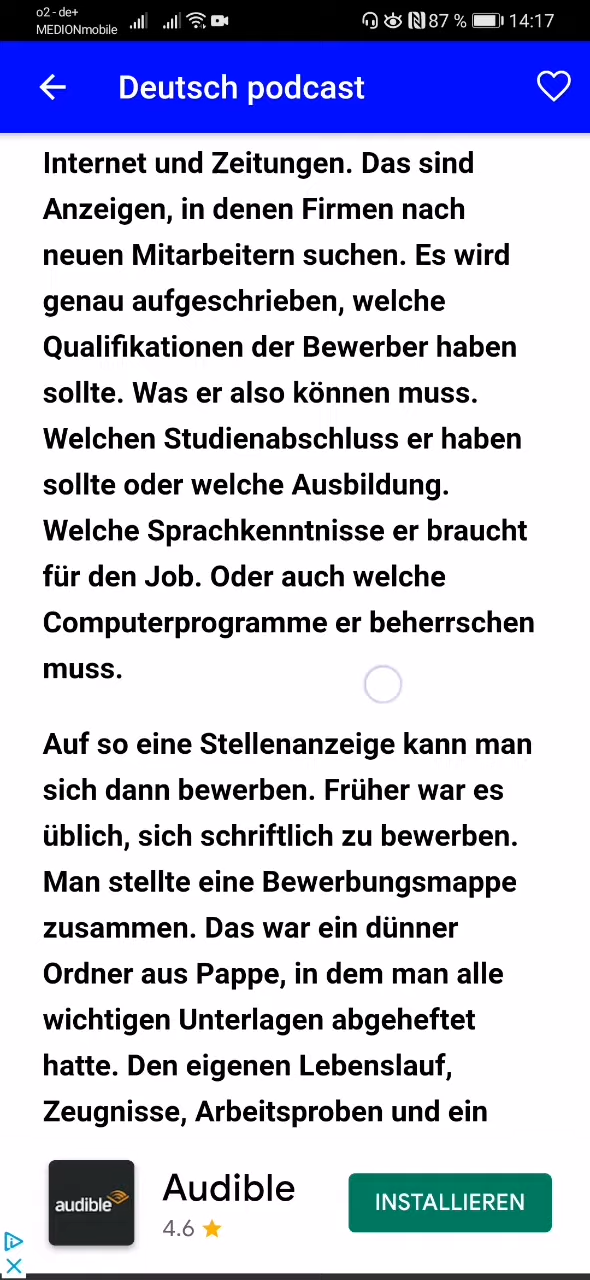 o2 - de+
MEDIONmobile
87 %
14:17
Deutsch podcast
Internet und Zeitungen. Das sind
Anzeigen, in denen Firmen nach
neuen Mitarbeitern suchen. Es wird
genau aufgeschrieben, welche
Qualifikationen der Bewerber haben
sollte. Was er also können muss.
Welchen Studienabschluss er haben
sollte oder welche Ausbildung.
Welche Sprachkenntnisse er braucht
für den Job. Oder auch welche
Computerprogramme er beherrschen
muss.
Auf so eine Stellenanzeige kann man
sich dann bewerben. Früher war es
üblich, sich schriftlich zu bewerben.
Man stellte eine Bewerbungsmappe
zusammen. Das war ein dünner
Ordner aus Pappe, in dem man alle
wichtigen Unterlagen abgeheftet
hatte. Den eigenen Lebenslauf,
Zeugnisse, Arbeitsproben und ein
audible
Audible
4.6
INSTALLIEREN